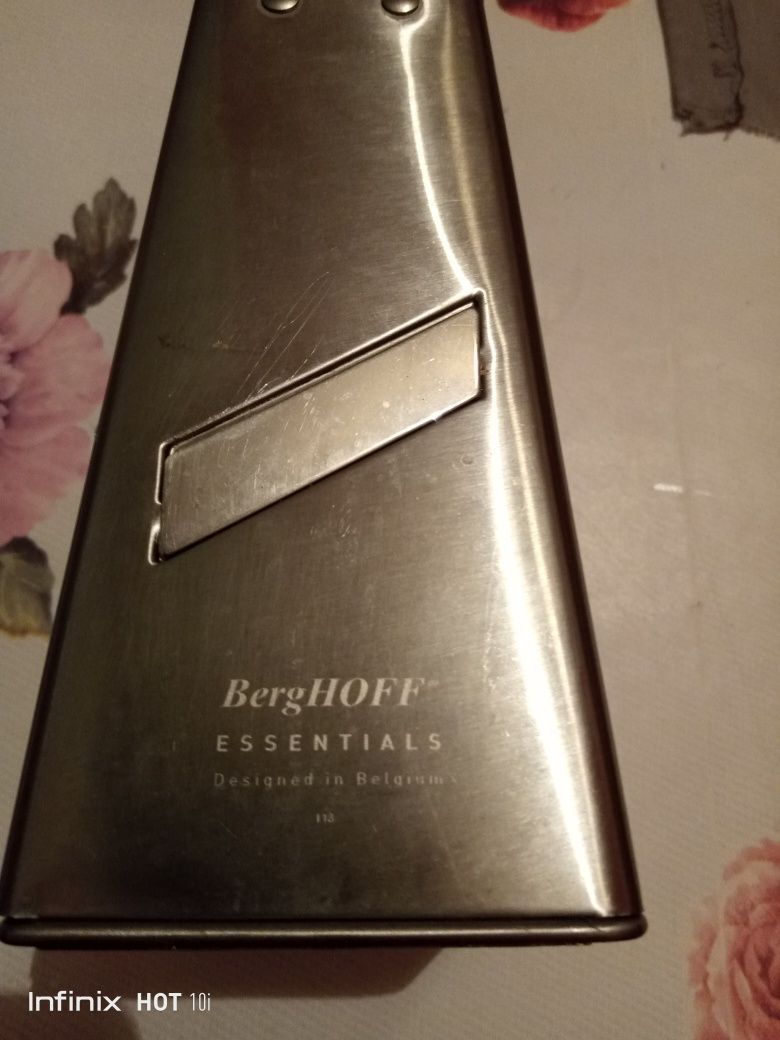 BergHOFF
ESSENTIALS
Designed in Belgium
Infinix HOT 10i